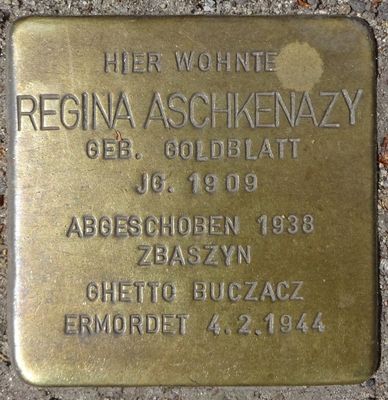 HIER WOHNTE
REGINA ASCHKENAZY
GEB. GOLDBLATT
JG. 1909
ABGESCHOBEN 1938
ZBASZYN
GHETTO BUCZACZ
ERMORDET 4.2.1944